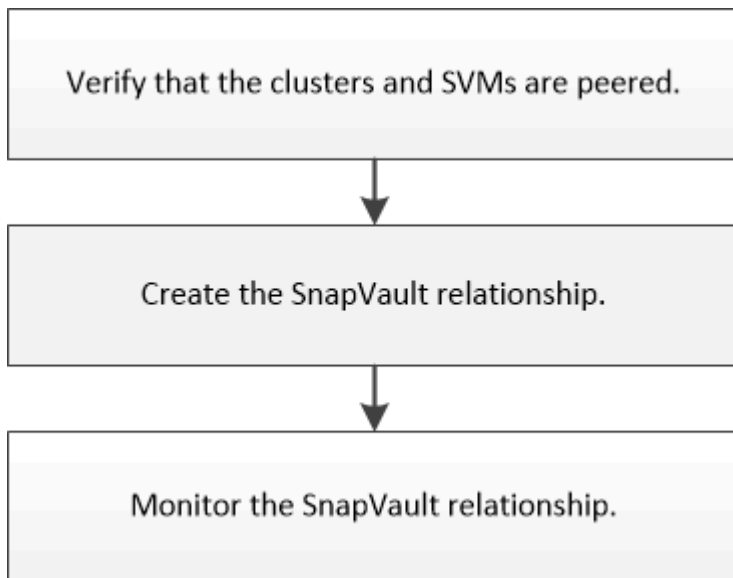 Verify that the clusters and SVMs are peered.
Create the SnapVault relationship.
Monitor the SnapVault relationship.